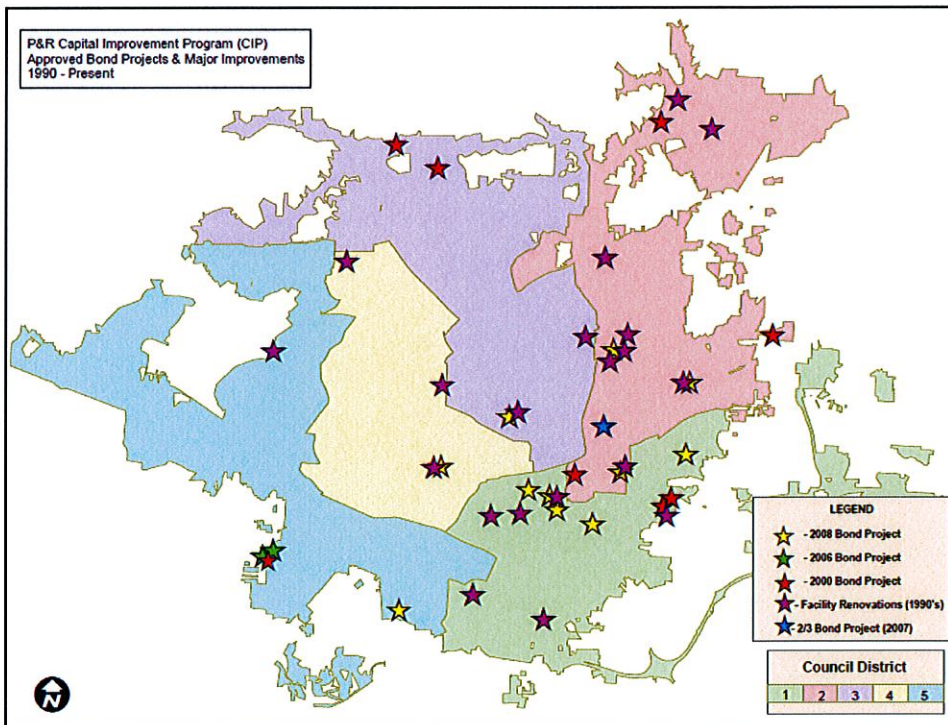 P&R Capital Improvement Program (CIP)
Approved Bond Projects & Major Improvements
1990 - Present
LEGEND
- 2008 Bond Project
- 2006 Bond Project
- 2000 Bond Project
- Facility Renovations (1990's)
- 2/3 Bond Project (2007)
Council District
1 2 3 4 5
N